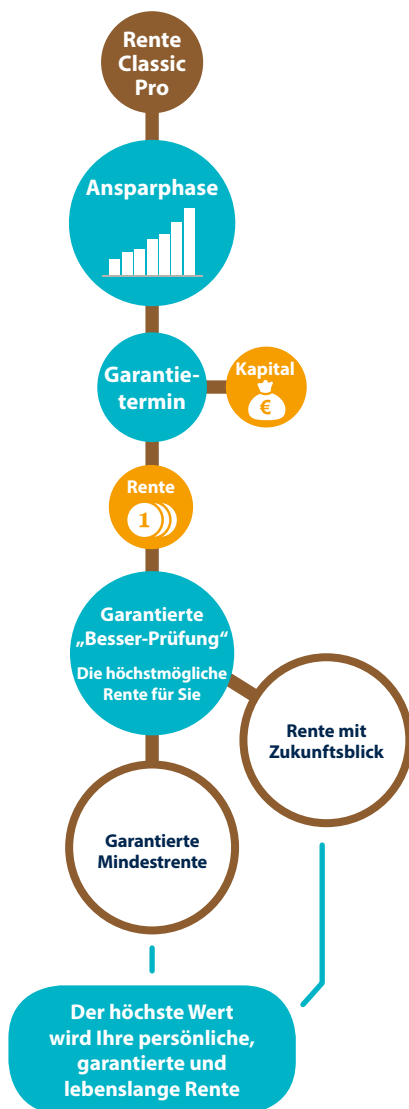 Rente
Classic
Pro
Ansparphase
Garantie-
termin
Kapital
€
Rente
1
Garantierte
„Besser-Prüfung“
Die höchstmögliche
Rente für Sie
Rente mit
Zukunftsblick
Garantierte
Mindestrente
Der höchste Wert
wird Ihre persönliche,
garantierte und
lebenslange Rente